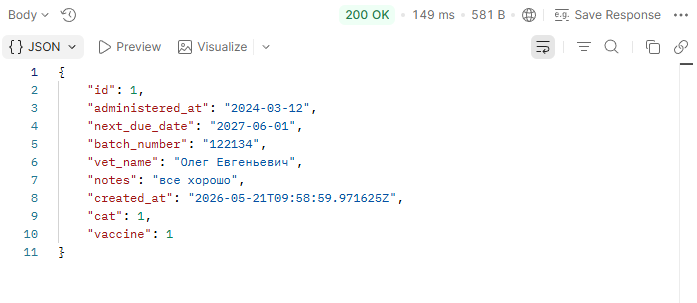 Body 200 OK • 149 ms • 581 B • e.g. Save Response •••
{} JSON Preview Visualize
1 {
2 "id": 1,
3 "administered_at": "2024-03-12",
4 "next_due_date": "2027-06-01",
5 "batch_number": "122134",
6 "vet_name": "Олег Евгеньевич",
7 "notes": "все хорошо",
8 "created_at": "2026-05-21T09:58:59.971625Z",
9 "cat": 1,
10 "vaccine": 1
11 }